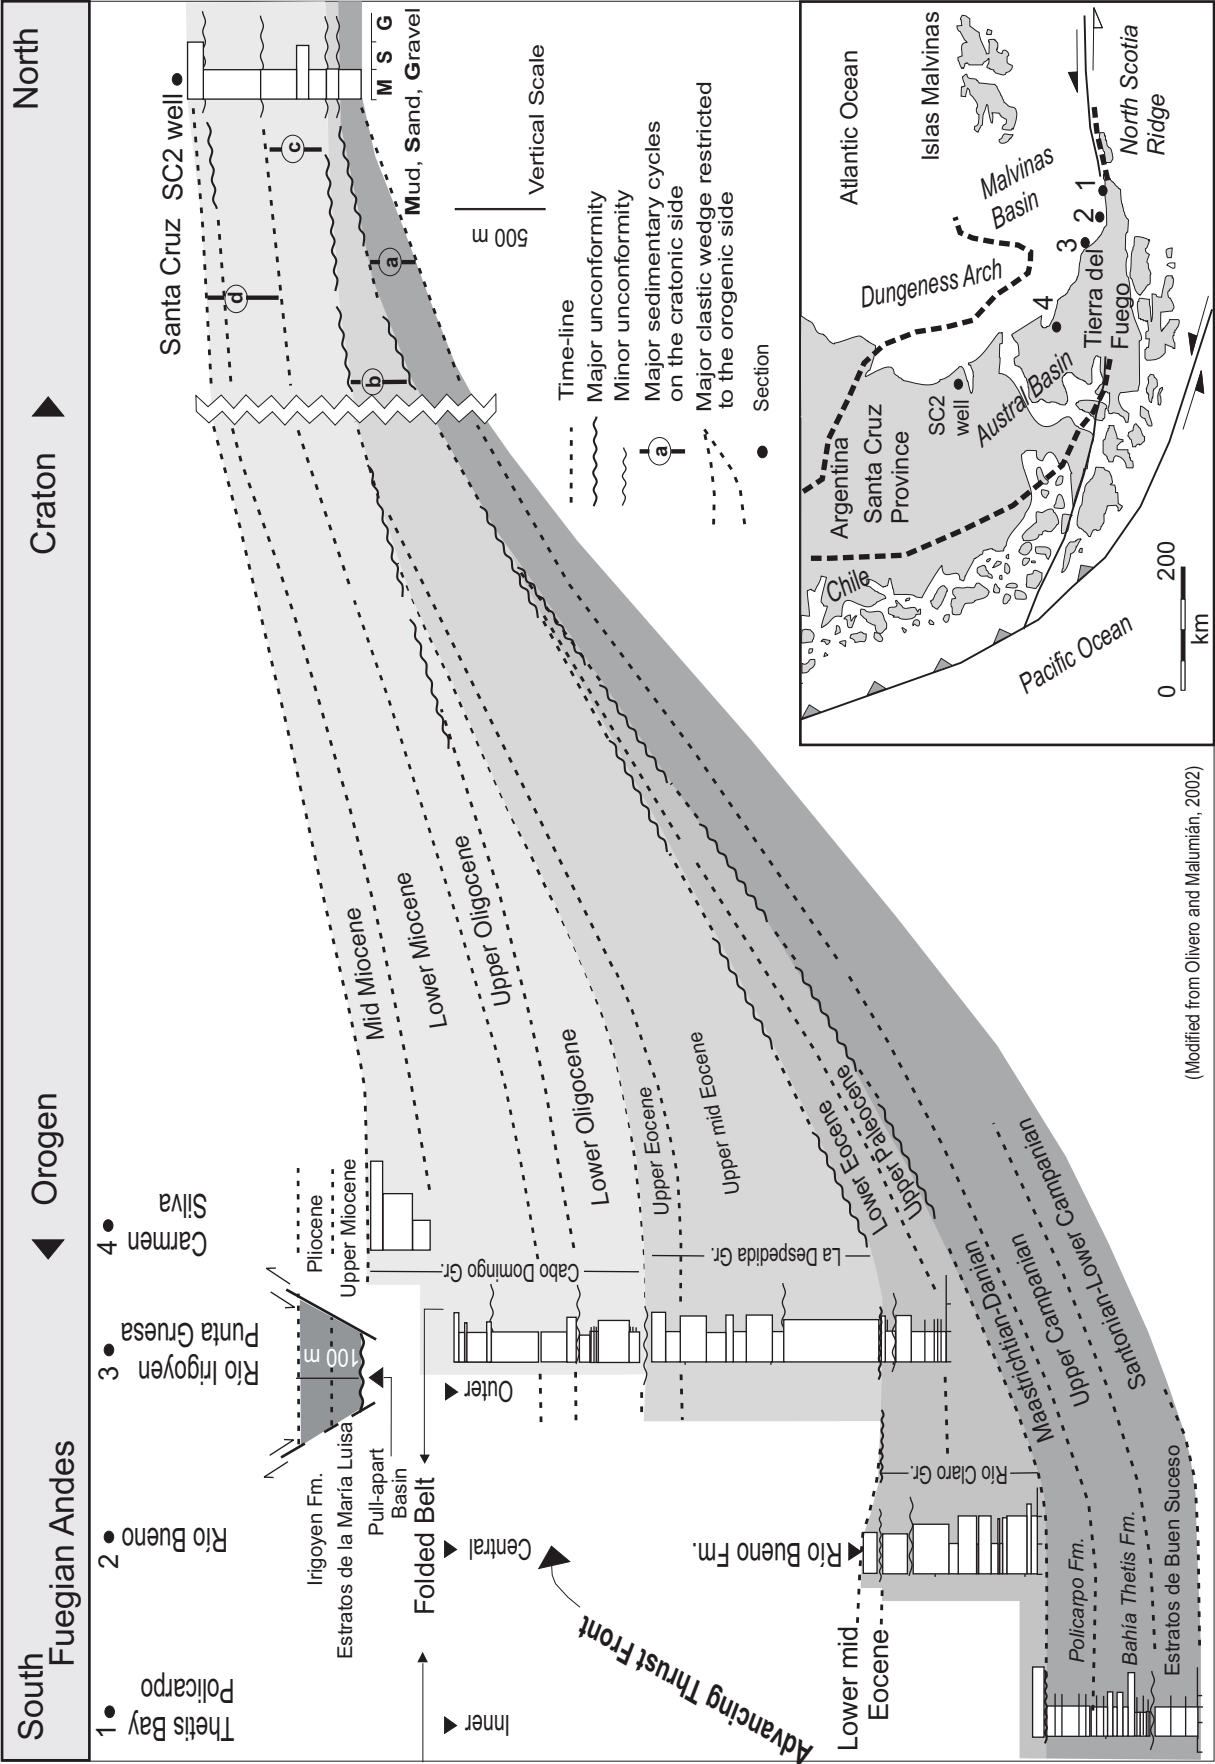 South
Fuegian Andes
Orogen
Craton
North
1
Thetis Bay
Policarpo
2
Río Bueno
3
Río Irigoyen
Punta Gruesa
4
Carmen
Silva
Santa Cruz SC2 well
Irigoyen Fm.
Estratos de la María Luisa
Pull-apart
Basin
100 m
Pliocene
Upper Miocene
Folded Belt
Inner
Central
Outer
Advancing Thrust Front
Cabo Domingo Gr.
La Despedida Gr.
Río Claro Gr.
Río Bueno Fm.
Lower mid
Eocene
Policarpo Fm.
Bahía Thetis Fm.
Estratos de Buen Suceso
Mid Miocene
Lower Miocene
Upper Oligocene
Lower Oligocene
Upper Eocene
Upper mid Eocene
Lower Eocene
Upper Paleocene
Maastrichtian-Danian
Upper Campanian
Santonian-Lower Campanian
a
b
c
d
M S G
Mud, Sand, Gravel
500 m
Vertical Scale
Time-line
Major unconformity
Minor unconformity
a
Major sedimentary cycles
on the cratonic side
Major clastic wedge restricted
to the orogenic side
Section
Argentina
Santa Cruz
Province
Chile
SC2
well
Austral Basin
Dungeness Arch
Malvinas
Basin
Atlantic Ocean
Islas Malvinas
Tierra del
Fuego
4
3
2
1
North Scotia
Ridge
Pacific Ocean
0
200
km
(Modified from Olivero and Malumián, 2002)